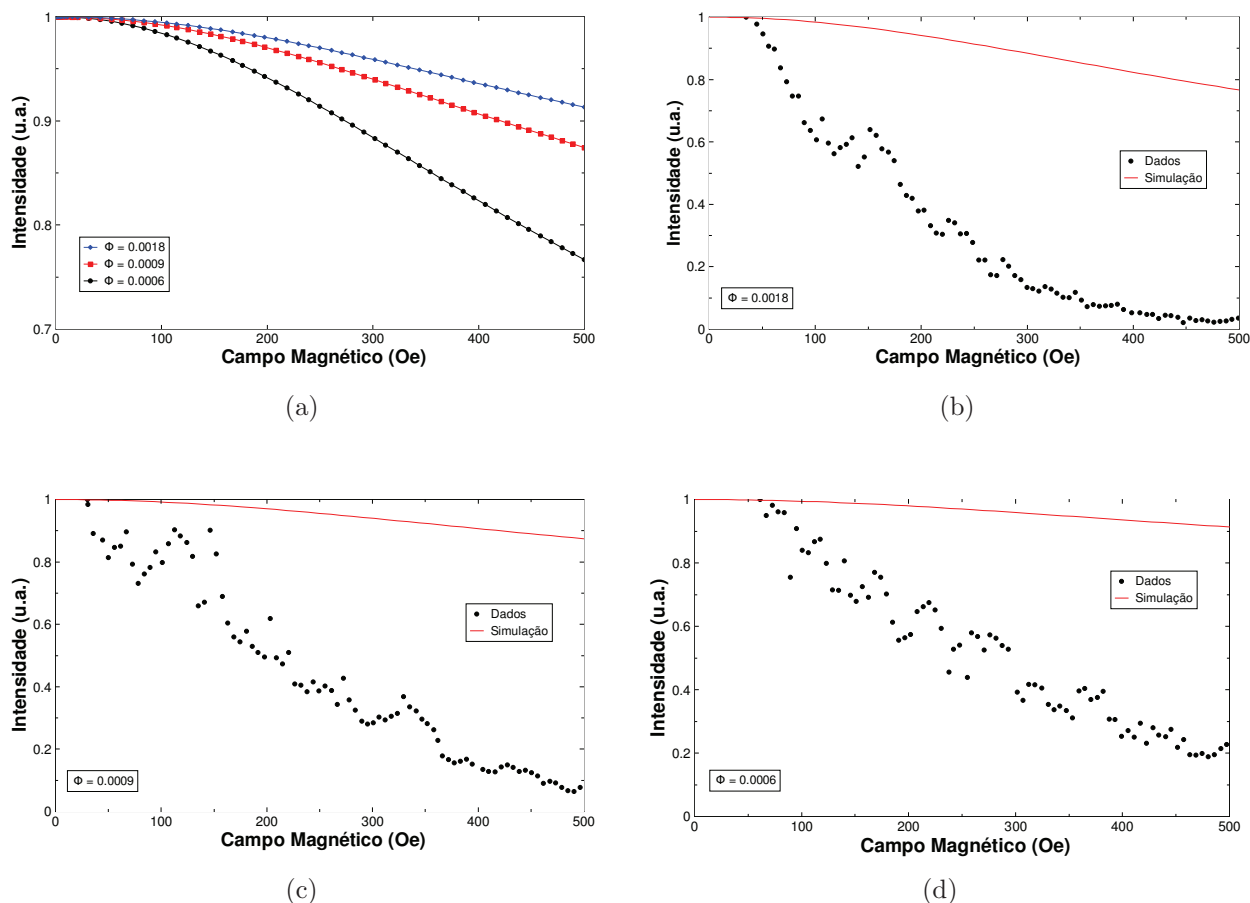 1
0.9
0.8
0.7
Intensidade (u.a.)
Φ = 0.0018
Φ = 0.0009
Φ = 0.0006
0 100 200 300 400 500
Campo Magnético (Oe)
(a)
1
0.8
0.6
0.4
0.2
0
Intensidade (u.a.)
Dados
Simulação
Φ = 0.0018
0 100 200 300 400 500
Campo Magnético (Oe)
(b)
1
0.8
0.6
0.4
0.2
0
Intensidade (u.a.)
Dados
Simulação
Φ = 0.0009
0 100 200 300 400 500
Campo Magnético (Oe)
(c)
1
0.8
0.6
0.4
0.2
0
Intensidade (u.a.)
Dados
Simulação
Φ = 0.0006
0 100 200 300 400 500
Campo Magnético (Oe)
(d)